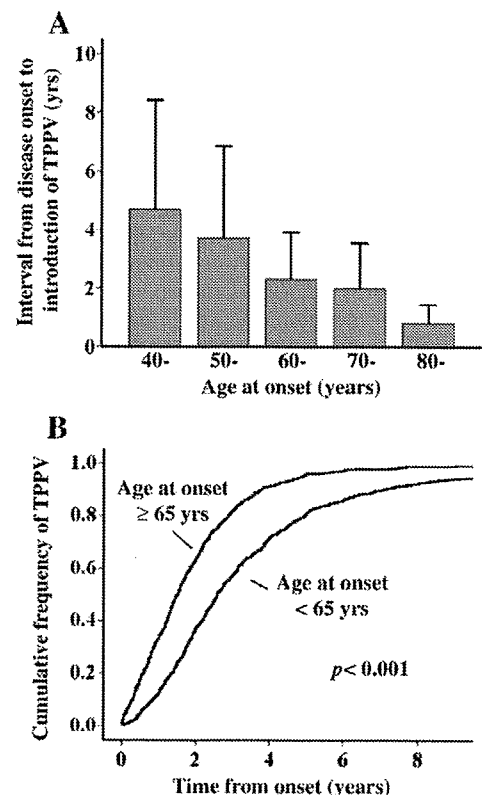 A
Interval from disease onset to
introduction of TPPV (yrs)
10
8
6
4
2
0
40-
50-
60-
70-
80-
Age at onset (years)
B
Cumulative frequency of TPPV
1.0
0.8
0.6
0.4
0.2
0.0
Age at onset
≥ 65 yrs
Age at onset
< 65 yrs
p< 0.001
0
2
4
6
8
Time from onset (years)